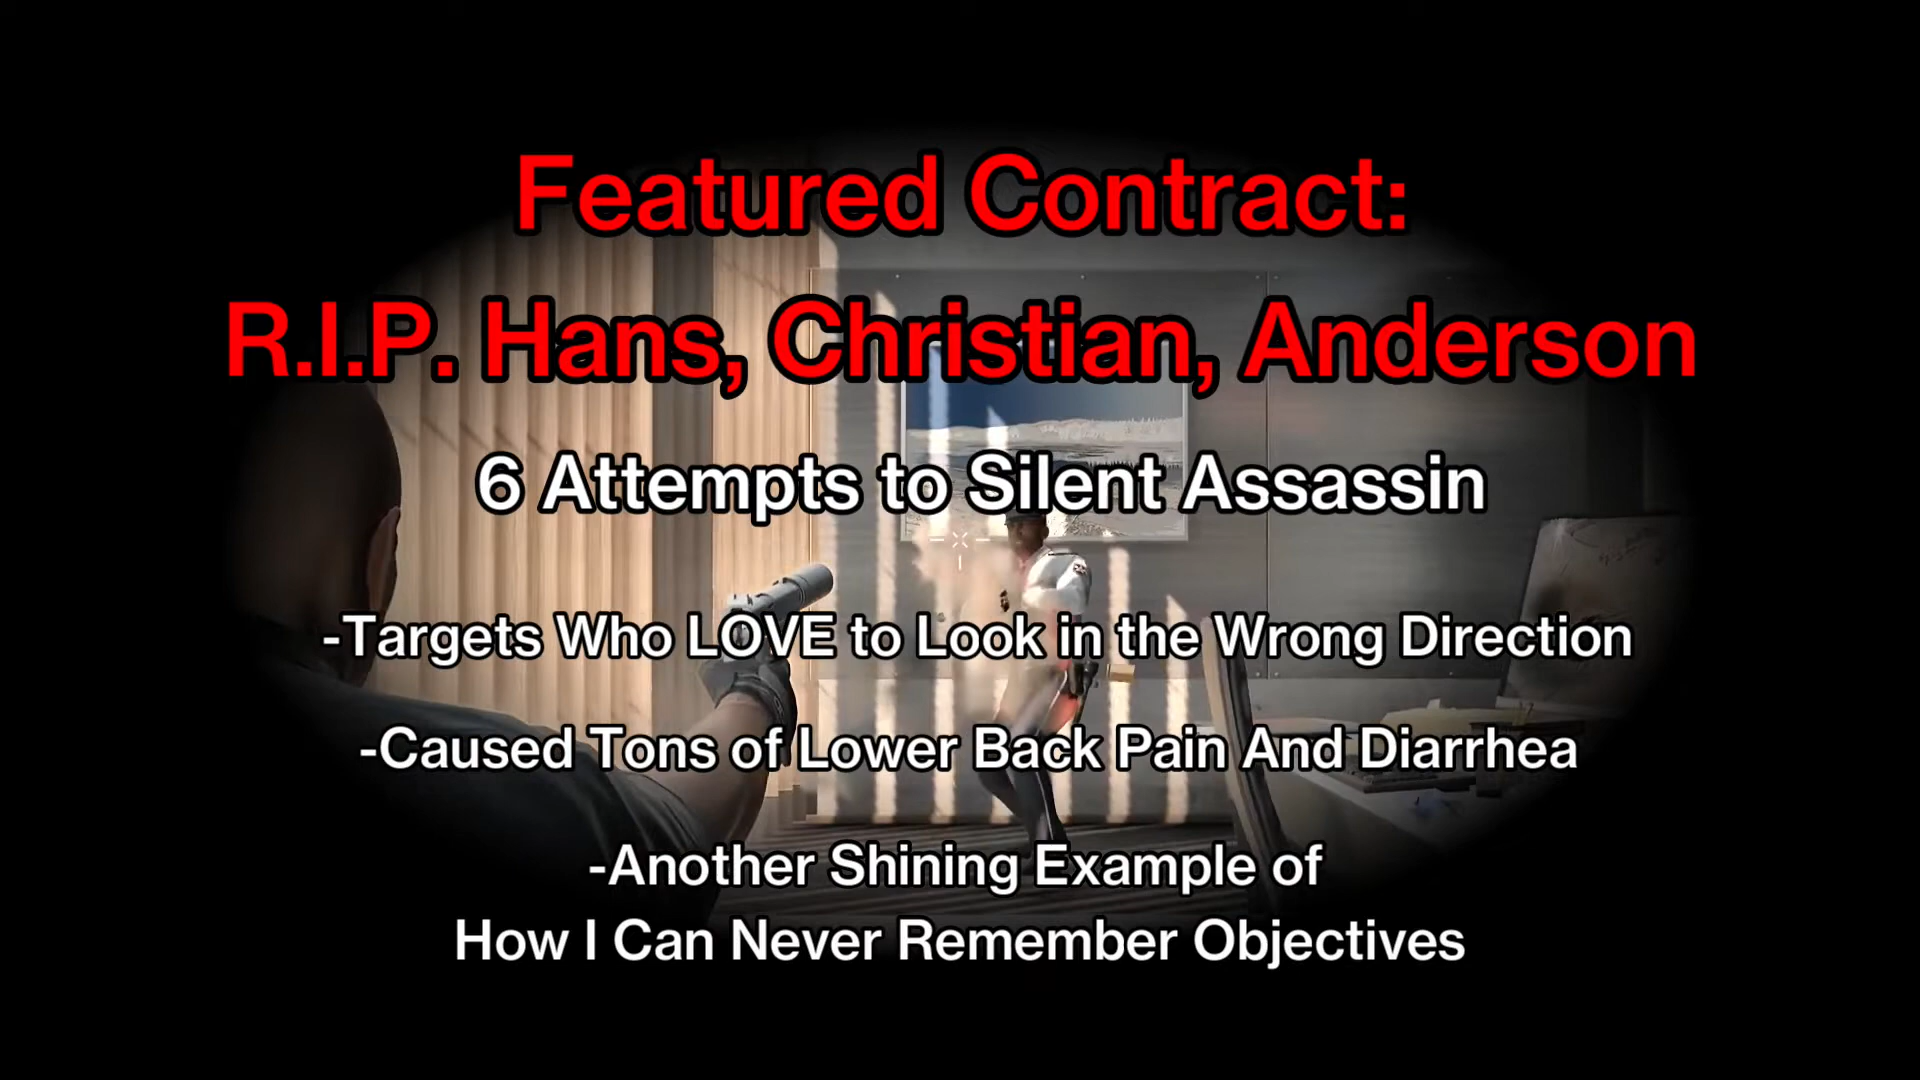 Featured Contract:
R.I.P. Hans, Christian, Anderson
6 Attempts to Silent Assassin
-Targets Who LOVE to Look in the Wrong Direction
-Caused Tons of Lower Back Pain And Diarrhea
-Another Shining Example of
How I Can Never Remember Objectives